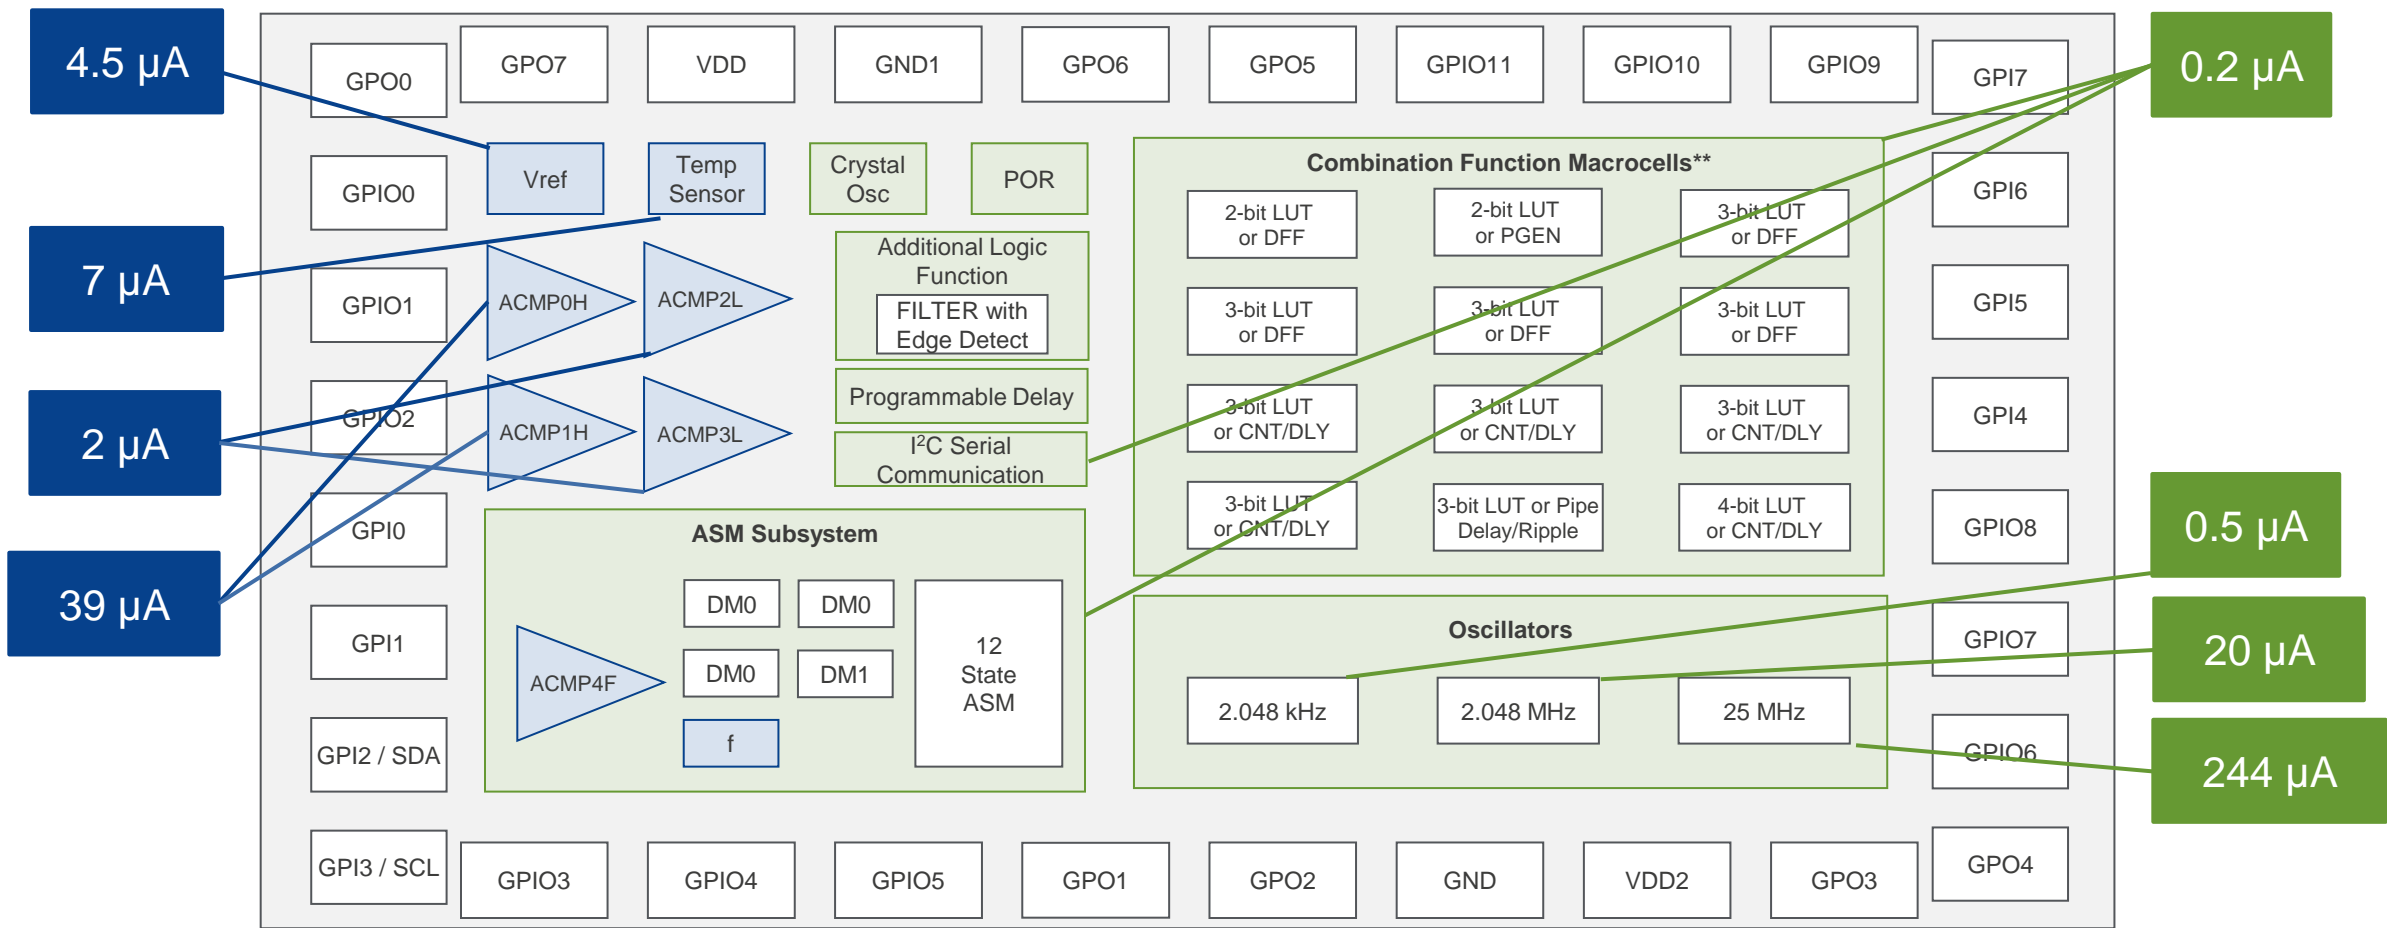 4.5 µA
7 µA
2 µA
39 µA
GPO0
GPIO0
GPIO1
GPIO2
GPI0
GPI1
GPI2 / SDA
GPI3 / SCL
GPO7
VDD
GND1
GPO6
GPO5
GPIO11
GPIO10
GPIO9
Vref
Temp
Sensor
Crystal
Osc
POR
ACMP0H
ACMP2L
ACMP1H
ACMP3L
Additional Logic
Function
FILTER with
Edge Detect
Programmable Delay
I²C Serial
Communication
ASM Subsystem
ACMP4F
DM0
DM0
DM0
DM1
f
12
State
ASM
Combination Function Macrocells**
2-bit LUT
or DFF
2-bit LUT
or PGEN
3-bit LUT
or DFF
3-bit LUT
or DFF
3-bit LUT
or DFF
3-bit LUT
or DFF
3-bit LUT
or CNT/DLY
3-bit LUT
or CNT/DLY
3-bit LUT
or CNT/DLY
3-bit LUT
or CNT/DLY
3-bit LUT or Pipe
Delay/Ripple
4-bit LUT
or CNT/DLY
Oscillators
2.048 kHz
2.048 MHz
25 MHz
GPIO3
GPIO4
GPIO5
GPO1
GPO2
GND
VDD2
GPO3
GPI7
GPI6
GPI5
GPI4
GPIO8
GPIO7
GPIO6
GPO4
0.2 µA
0.5 µA
20 µA
244 µA